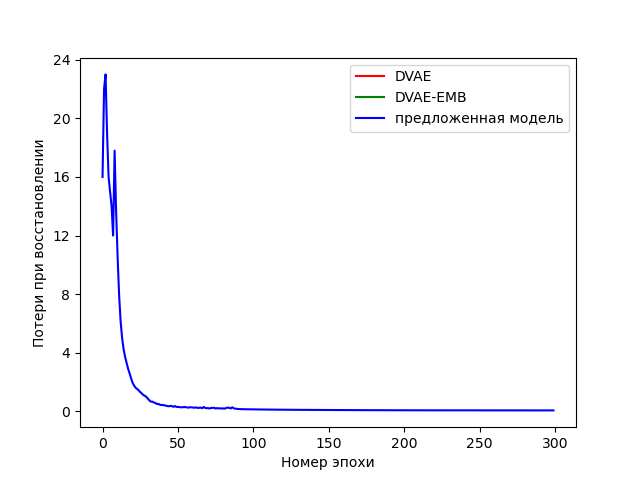 DVAE
DVAE-EMB
предложенная модель
24
20
16
12
8
4
0
Потери при восстановлении
0 50 100 150 200 250 300
Номер эпохи